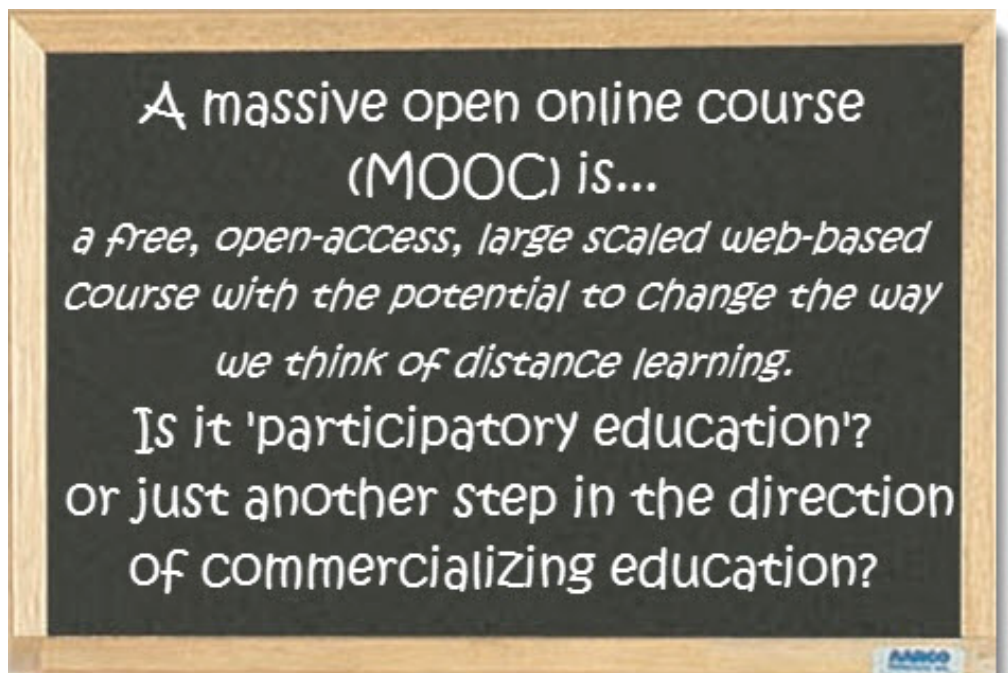 A massive open online course
(MOOC) is...
a free, open-access, large scaled web-based
course with the potential to change the way
we think of distance learning.
Is it 'participatory education'?
or just another step in the direction
of commercializing education?
AARCO